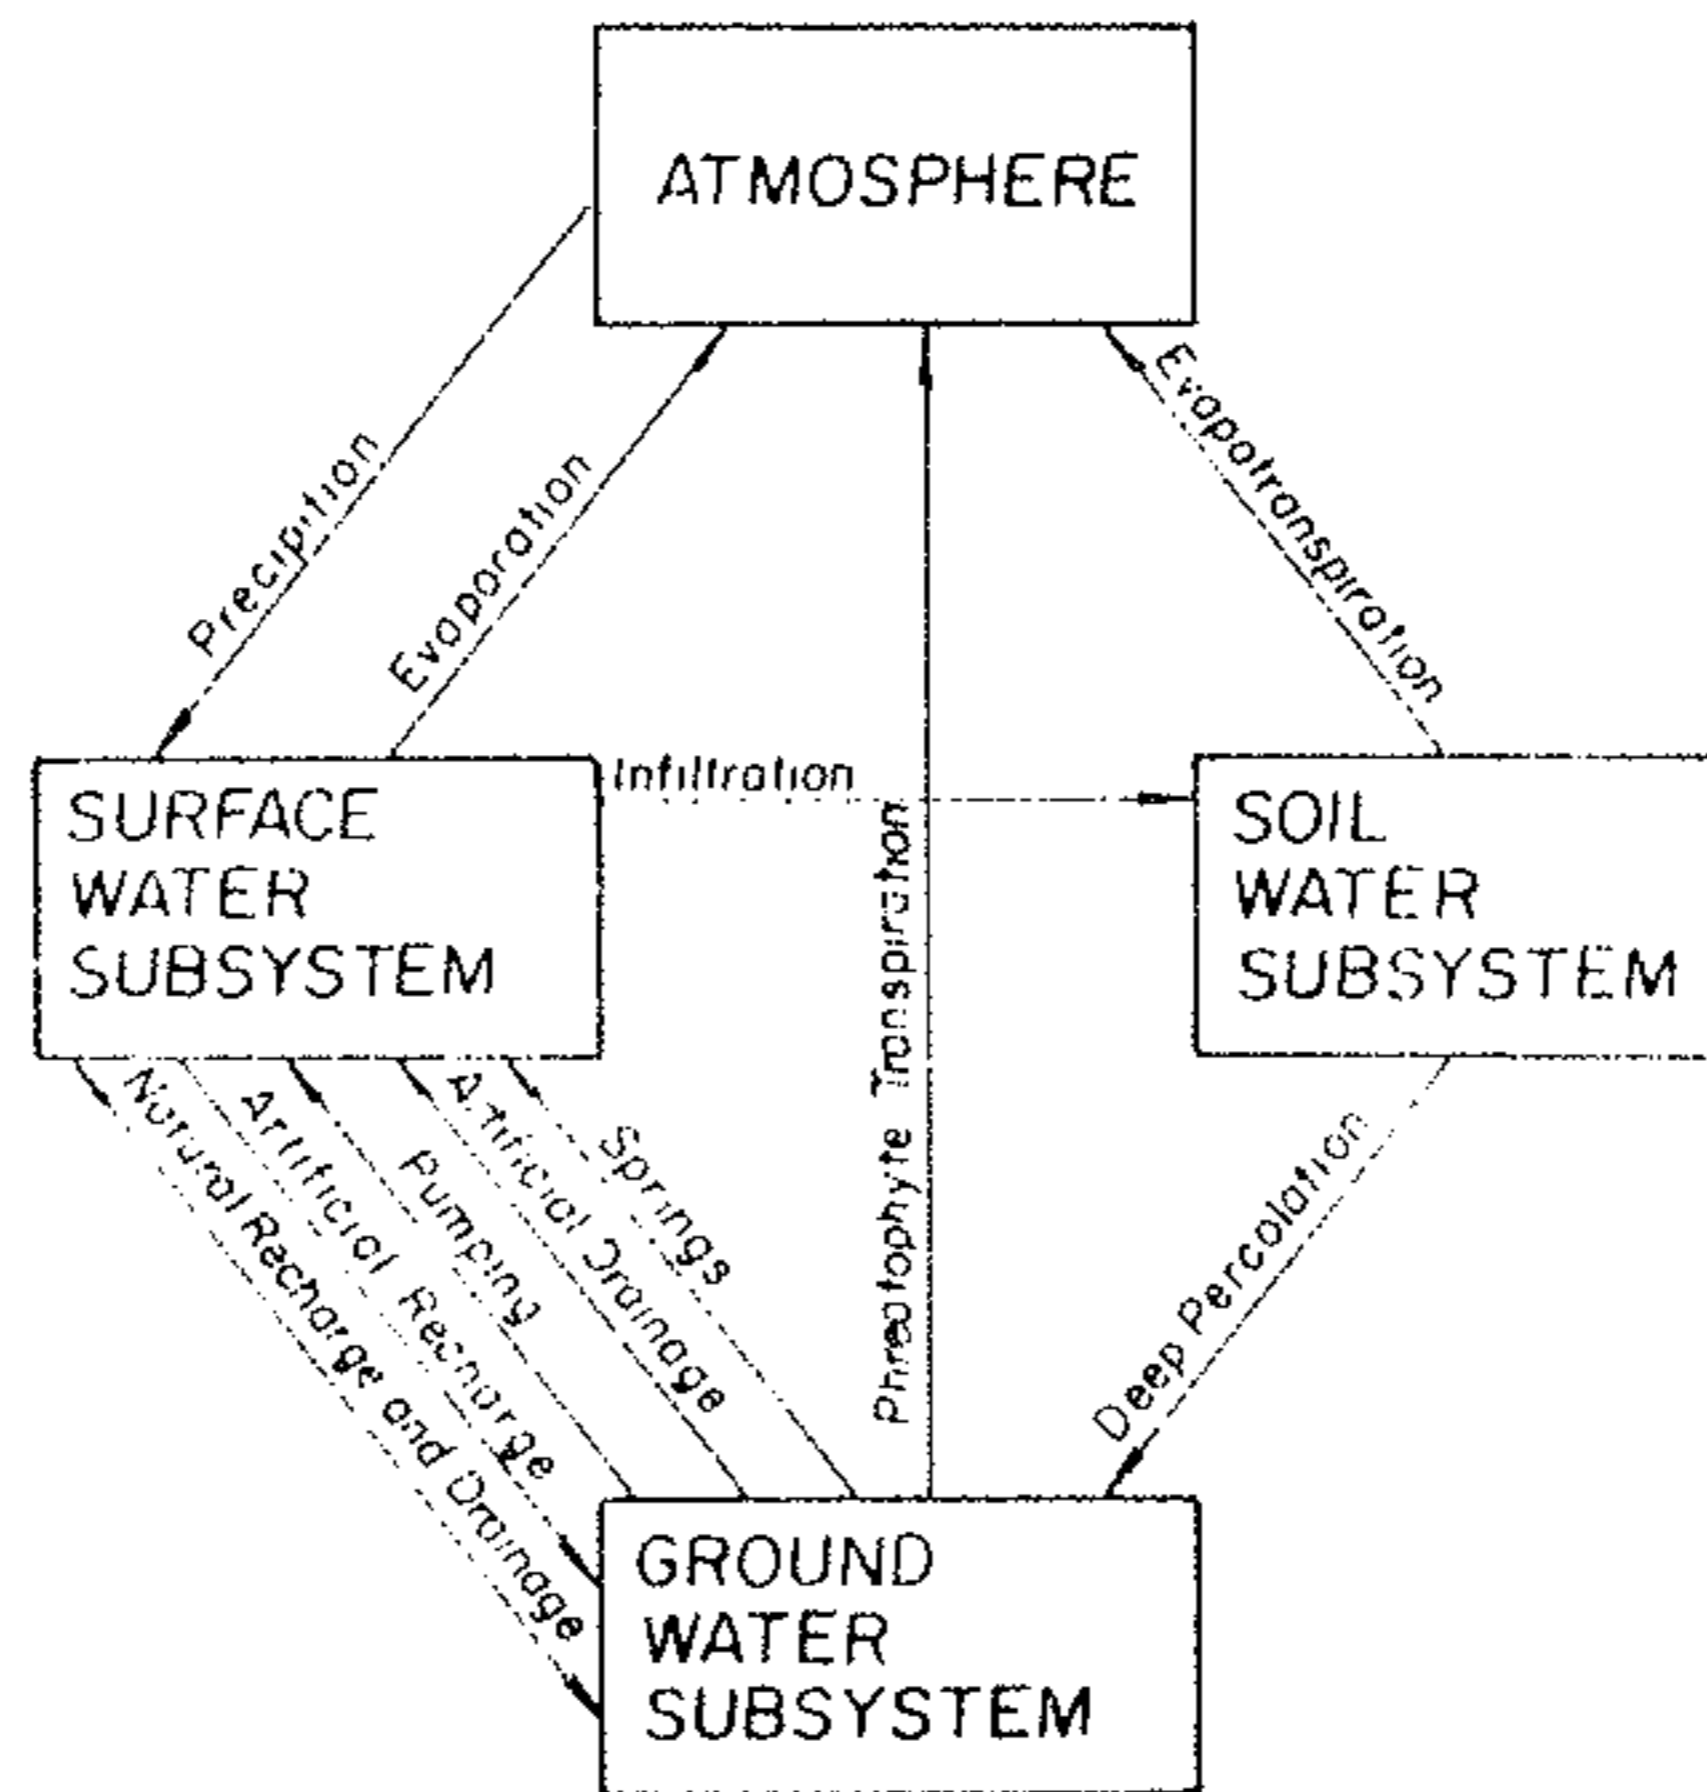 ATMOSPHERE
Precipition
Evaporation
Evapotranspiration
Infiltration
SURFACE
WATER
SUBSYSTEM
SOIL
WATER
SUBSYSTEM
Phreatophyte Transpiration
Natural Recharge and Drainage
Artificial Recharge
Pumping
Artificial Drainage
Springs
Deep Percolation
GROUND
WATER
SUBSYSTEM